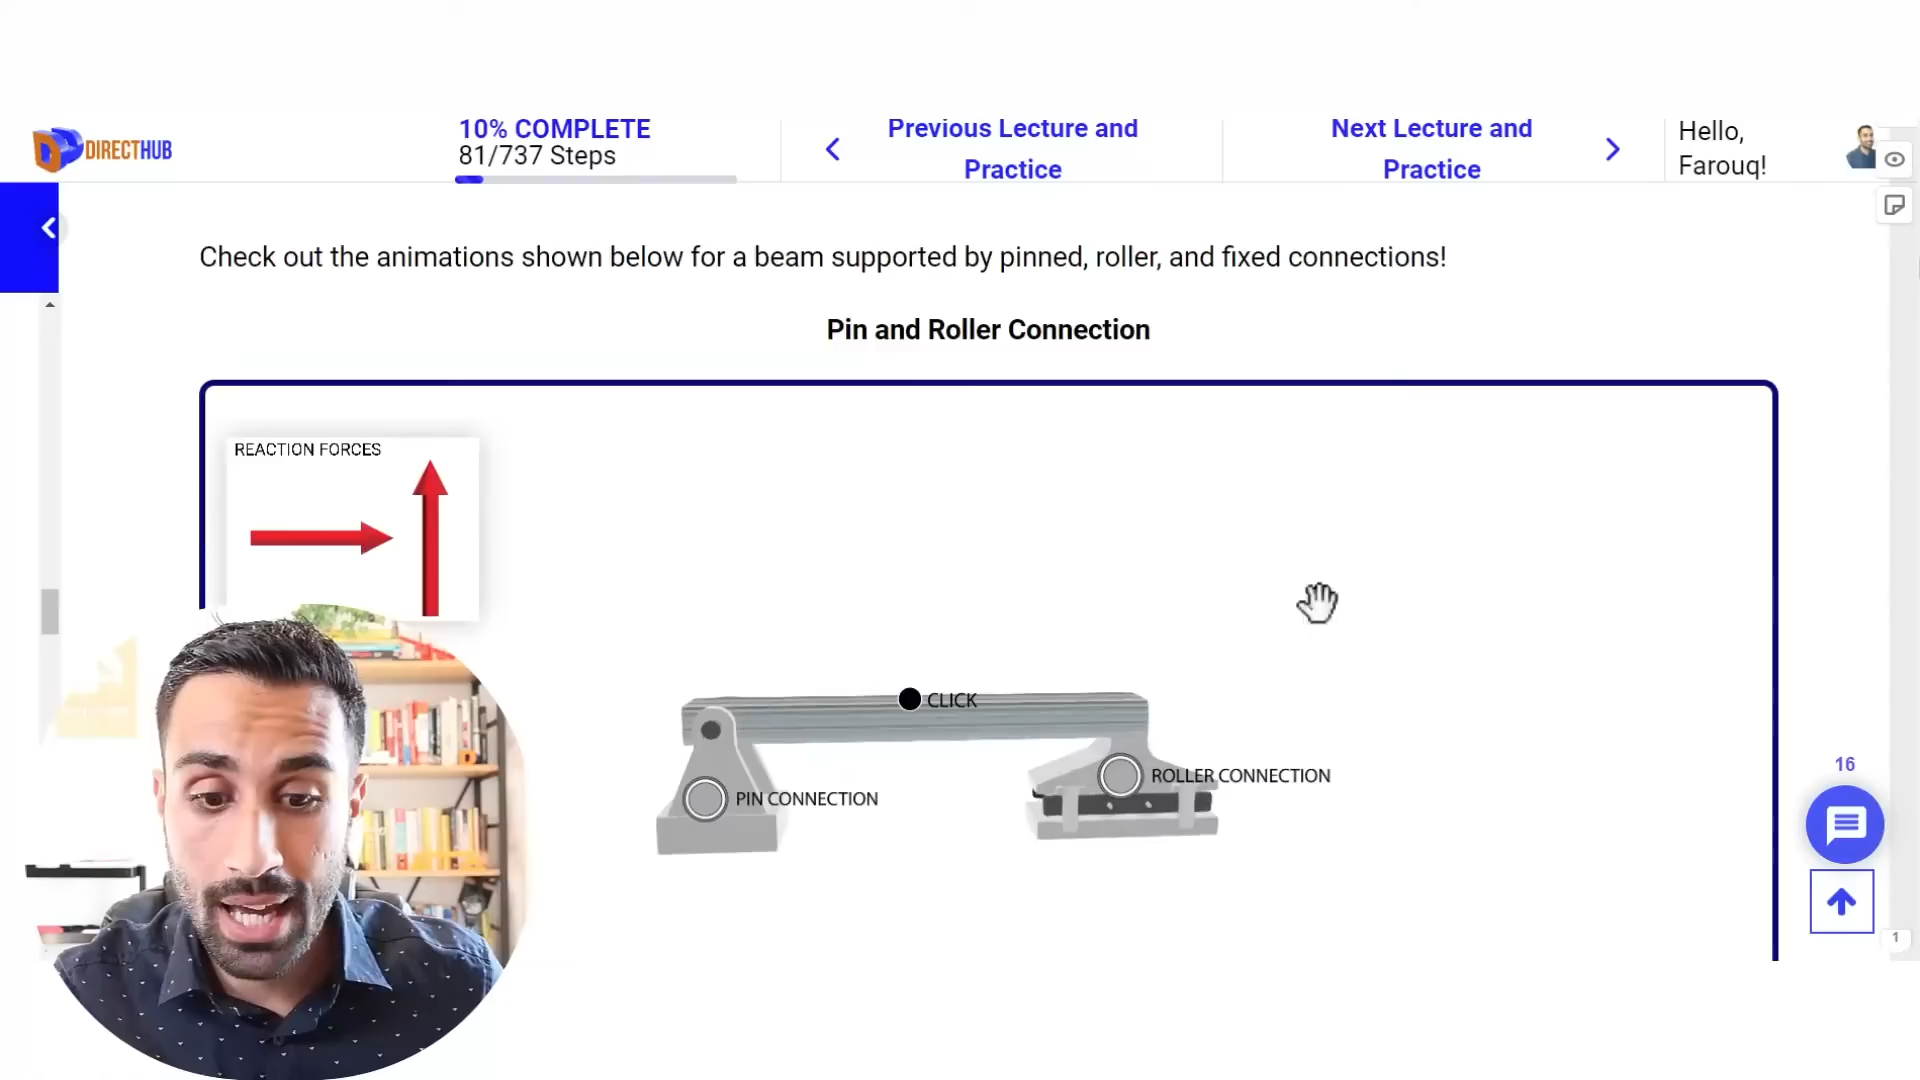 DIRECTHUB
10% COMPLETE
81/737 Steps
Previous Lecture and
Practice
Next Lecture and
Practice
Hello,
Farouq!
Check out the animations shown below for a beam supported by pinned, roller, and fixed connections!
Pin and Roller Connection
REACTION FORCES
CLICK
PIN CONNECTION
ROLLER CONNECTION
16
1